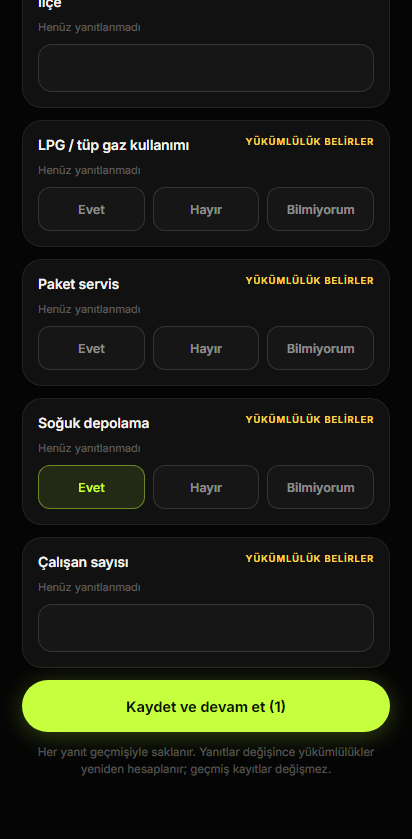 İlçe
Henüz yanıtlanmadı
LPG / tüp gaz kullanımı
YÜKÜMLÜLÜK BELİRLER
Henüz yanıtlanmadı
Evet
Hayır
Bilmiyorum
Paket servis
YÜKÜMLÜLÜK BELİRLER
Henüz yanıtlanmadı
Evet
Hayır
Bilmiyorum
Soğuk depolama
YÜKÜMLÜLÜK BELİRLER
Henüz yanıtlanmadı
Evet
Hayır
Bilmiyorum
Çalışan sayısı
YÜKÜMLÜLÜK BELİRLER
Henüz yanıtlanmadı
Kaydet ve devam et (1)
Her yanıt geçmişiyle saklanır. Yanıtlar değişince yükümlülükler
yeniden hesaplanır; geçmiş kayıtlar değişmez.